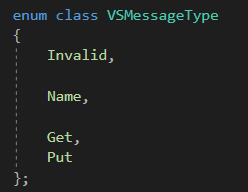 enum class VSMessageType
{
Invalid,
Name,
Get,
Put
};